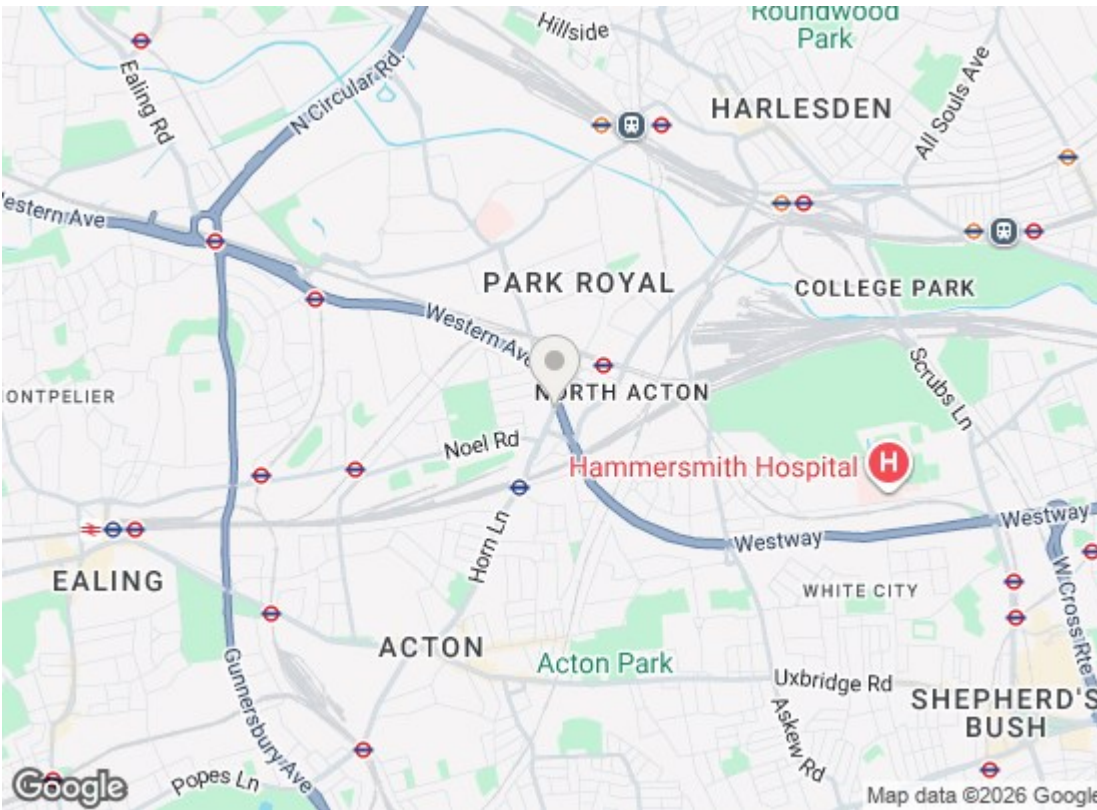 Roundwood
Park
Hillside
HARLESDEN
Ealing Rd
N Circular Rd.
All Souls Ave
Western Ave
PARK ROYAL
COLLEGE PARK
Western Ave
NORTH ACTON
Scrubs Ln
ONTPELIER
Noel Rd
Hammersmith Hospital
H
Horn Ln
Westway
Westway
EALING
WHITE CITY
W Cross Rte
ACTON
Acton Park
Uxbridge Rd
Gunnersbury Ave
Askew Rd
SHEPHERD'S
BUSH
Popes Ln
Google
Map data ©2026 Google